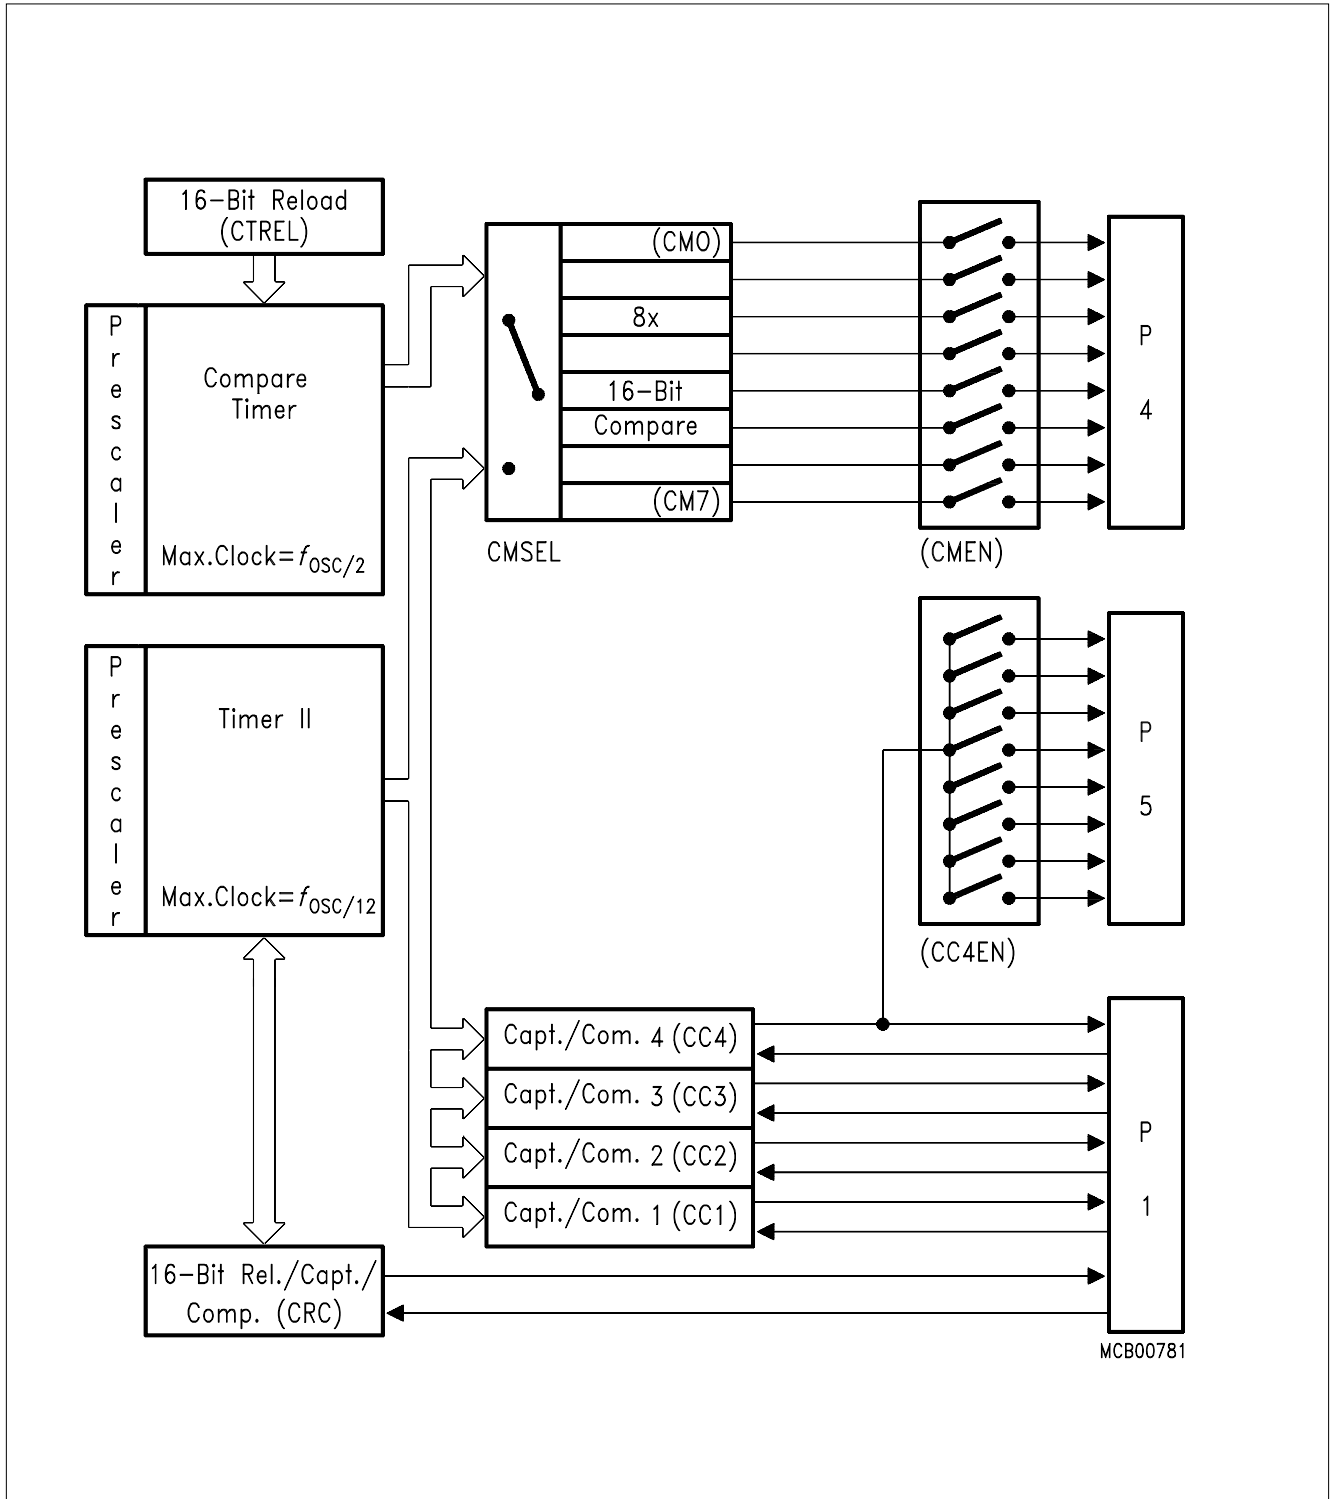 16-Bit Reload
(CTREL)
Prescaler
Compare
Timer
Max.Clock=fOSC/2
(CM0)
8x
16-Bit
Compare
(CM7)
CMSEL
(CMEN)
P
4
Prescaler
Timer II
Max.Clock=fOSC/12
(CC4EN)
P
5
Capt./Com. 4 (CC4)
Capt./Com. 3 (CC3)
Capt./Com. 2 (CC2)
Capt./Com. 1 (CC1)
P
1
16-Bit Rel./Capt./
Comp. (CRC)
MCB00781